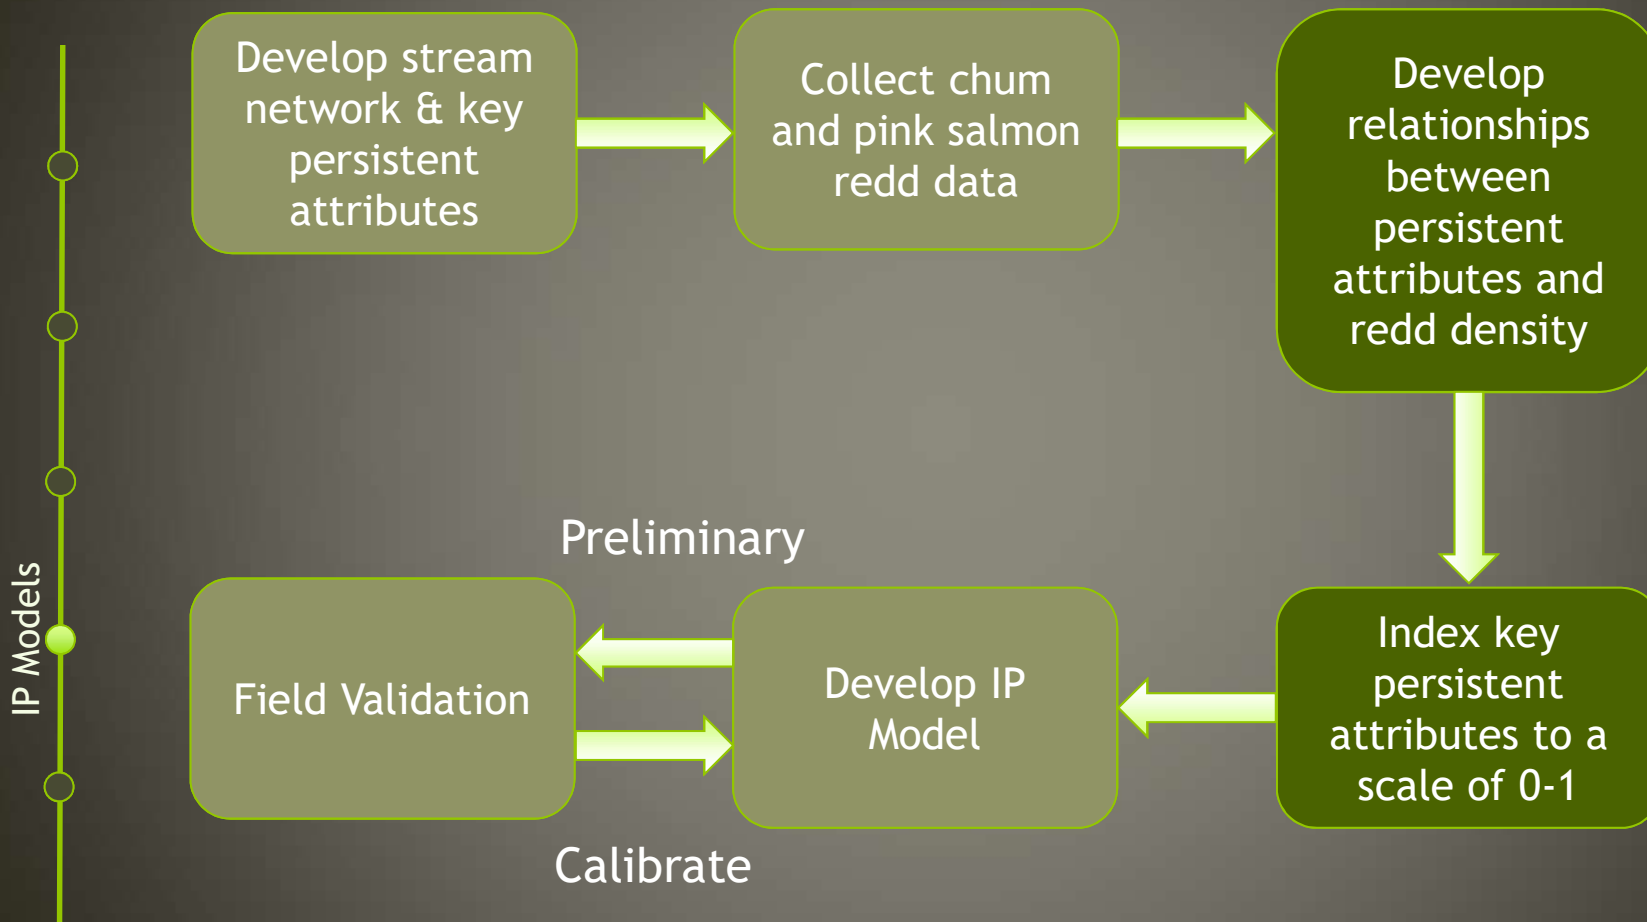 Develop stream
network & key
persistent
attributes
Collect chum
and pink salmon
redd data
Develop
relationships
between
persistent
attributes and
redd density
Index key
persistent
attributes to a
scale of 0-1
Develop IP
Model
Preliminary
Field Validation
Calibrate
IP Models